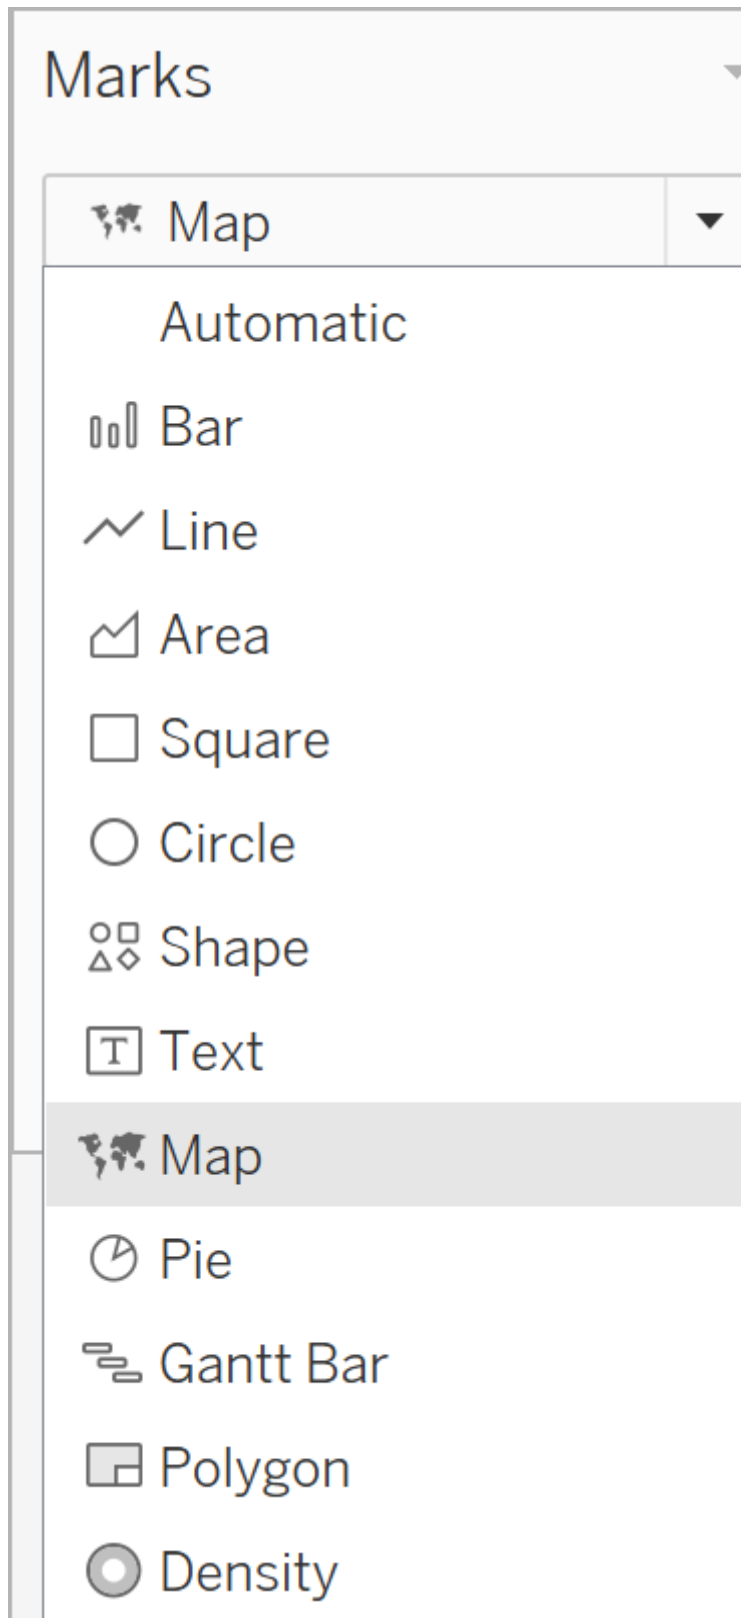 Marks
Map
Automatic
Bar
Line
Area
Square
Circle
Shape
T Text
Map
Pie
Gantt Bar
Polygon
Density